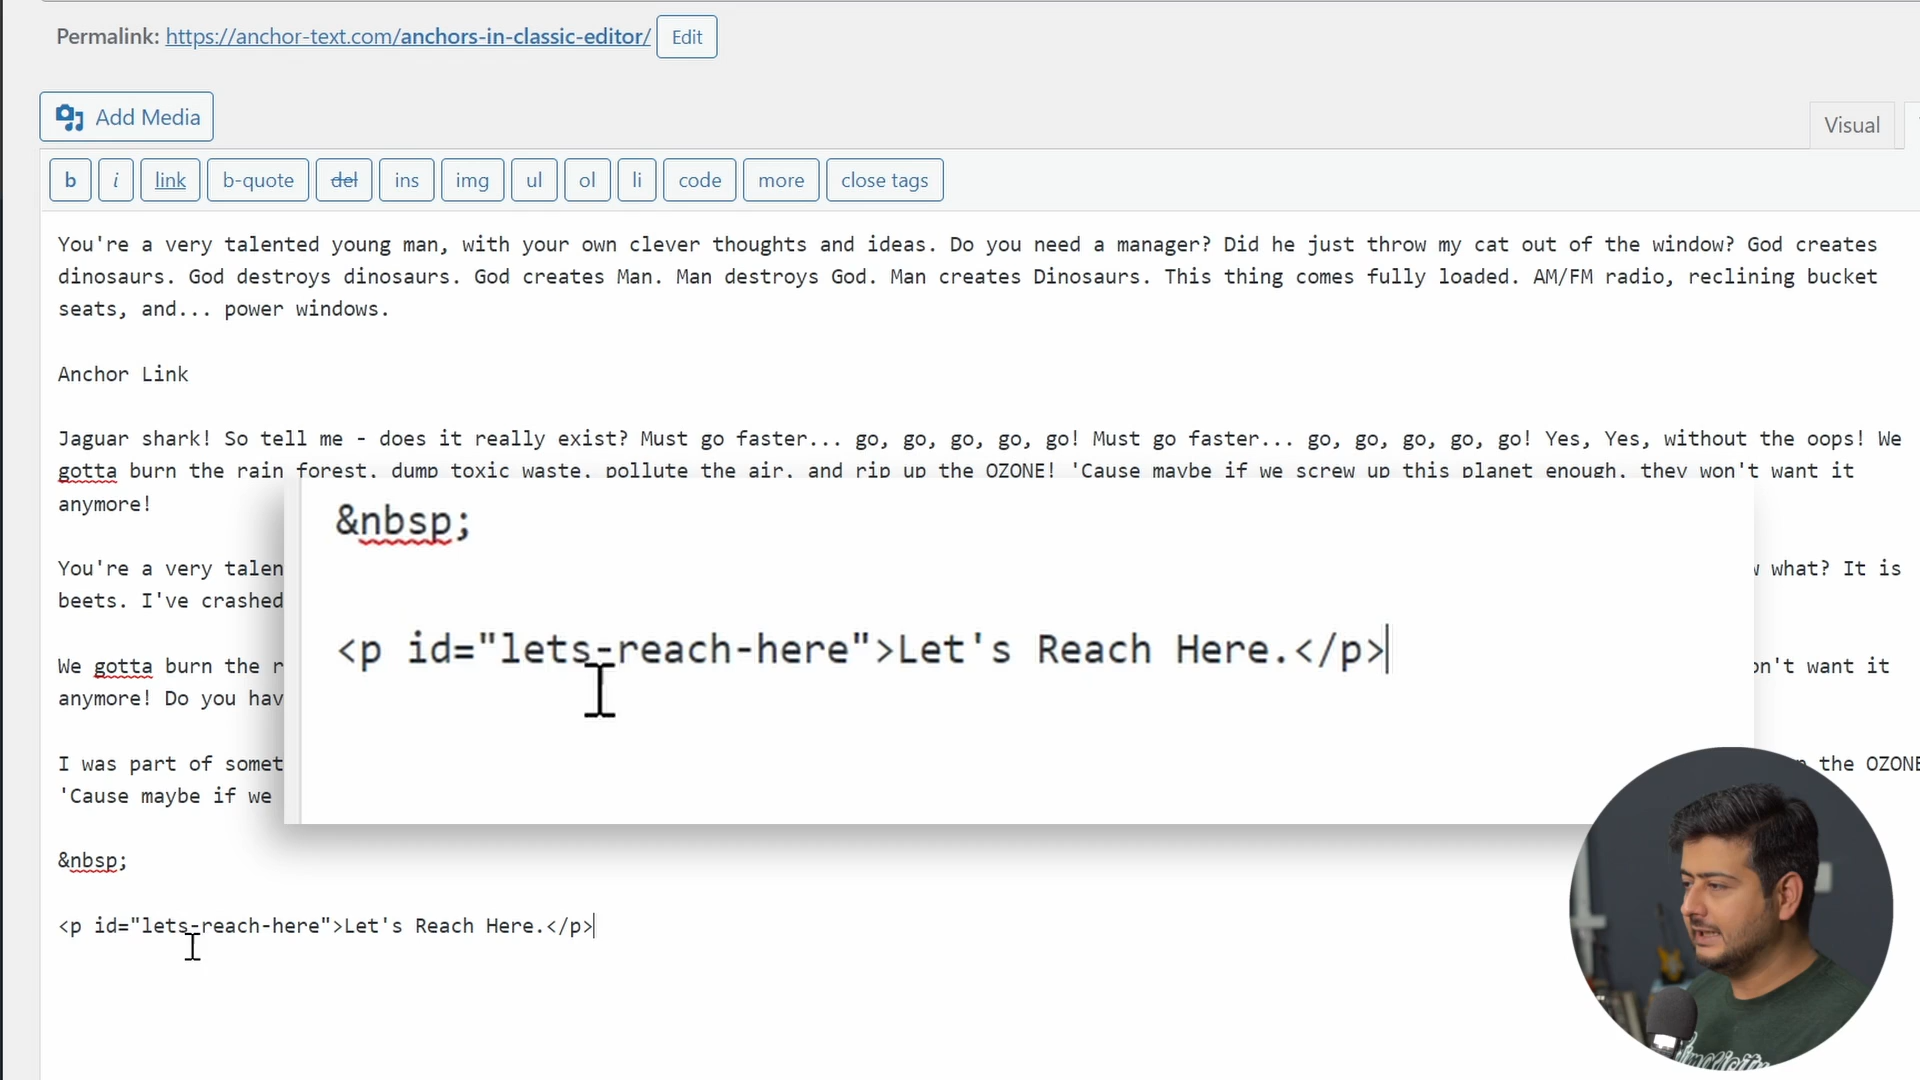 Permalink: https://anchor-text.com/anchors-in-classic-editor/ Edit
Add Media
Visual
b i link b-quote del ins img ul ol li code more close tags
You're a very talented young man, with your own clever thoughts and ideas. Do you need a manager? Did he just throw my cat out of the window? God creates
dinosaurs. God destroys dinosaurs. God creates Man. Man destroys God. Man creates Dinosaurs. This thing comes fully loaded. AM/FM radio, reclining bucket
seats, and... power windows.
Anchor Link
Jaguar shark! So tell me - does it really exist? Must go faster... go, go, go, go, go! Must go faster... go, go, go, go, go! Yes, Yes, without the oops! We
gotta burn the rain forest, dump toxic waste, pollute the air, and rip up the OZONE! 'Cause maybe if we screw up this planet enough, they won't want it
anymore!
&nbsp;
<p id="lets-reach-here">Let's Reach Here.</p>
You're a very talen what? It is
beets. I've crashed
We gotta burn the r on't want it
anymore! Do you hav
I was part of somet the OZONE
'Cause maybe if we
&nbsp;
<p id="lets-reach-here">Let's Reach Here.</p>